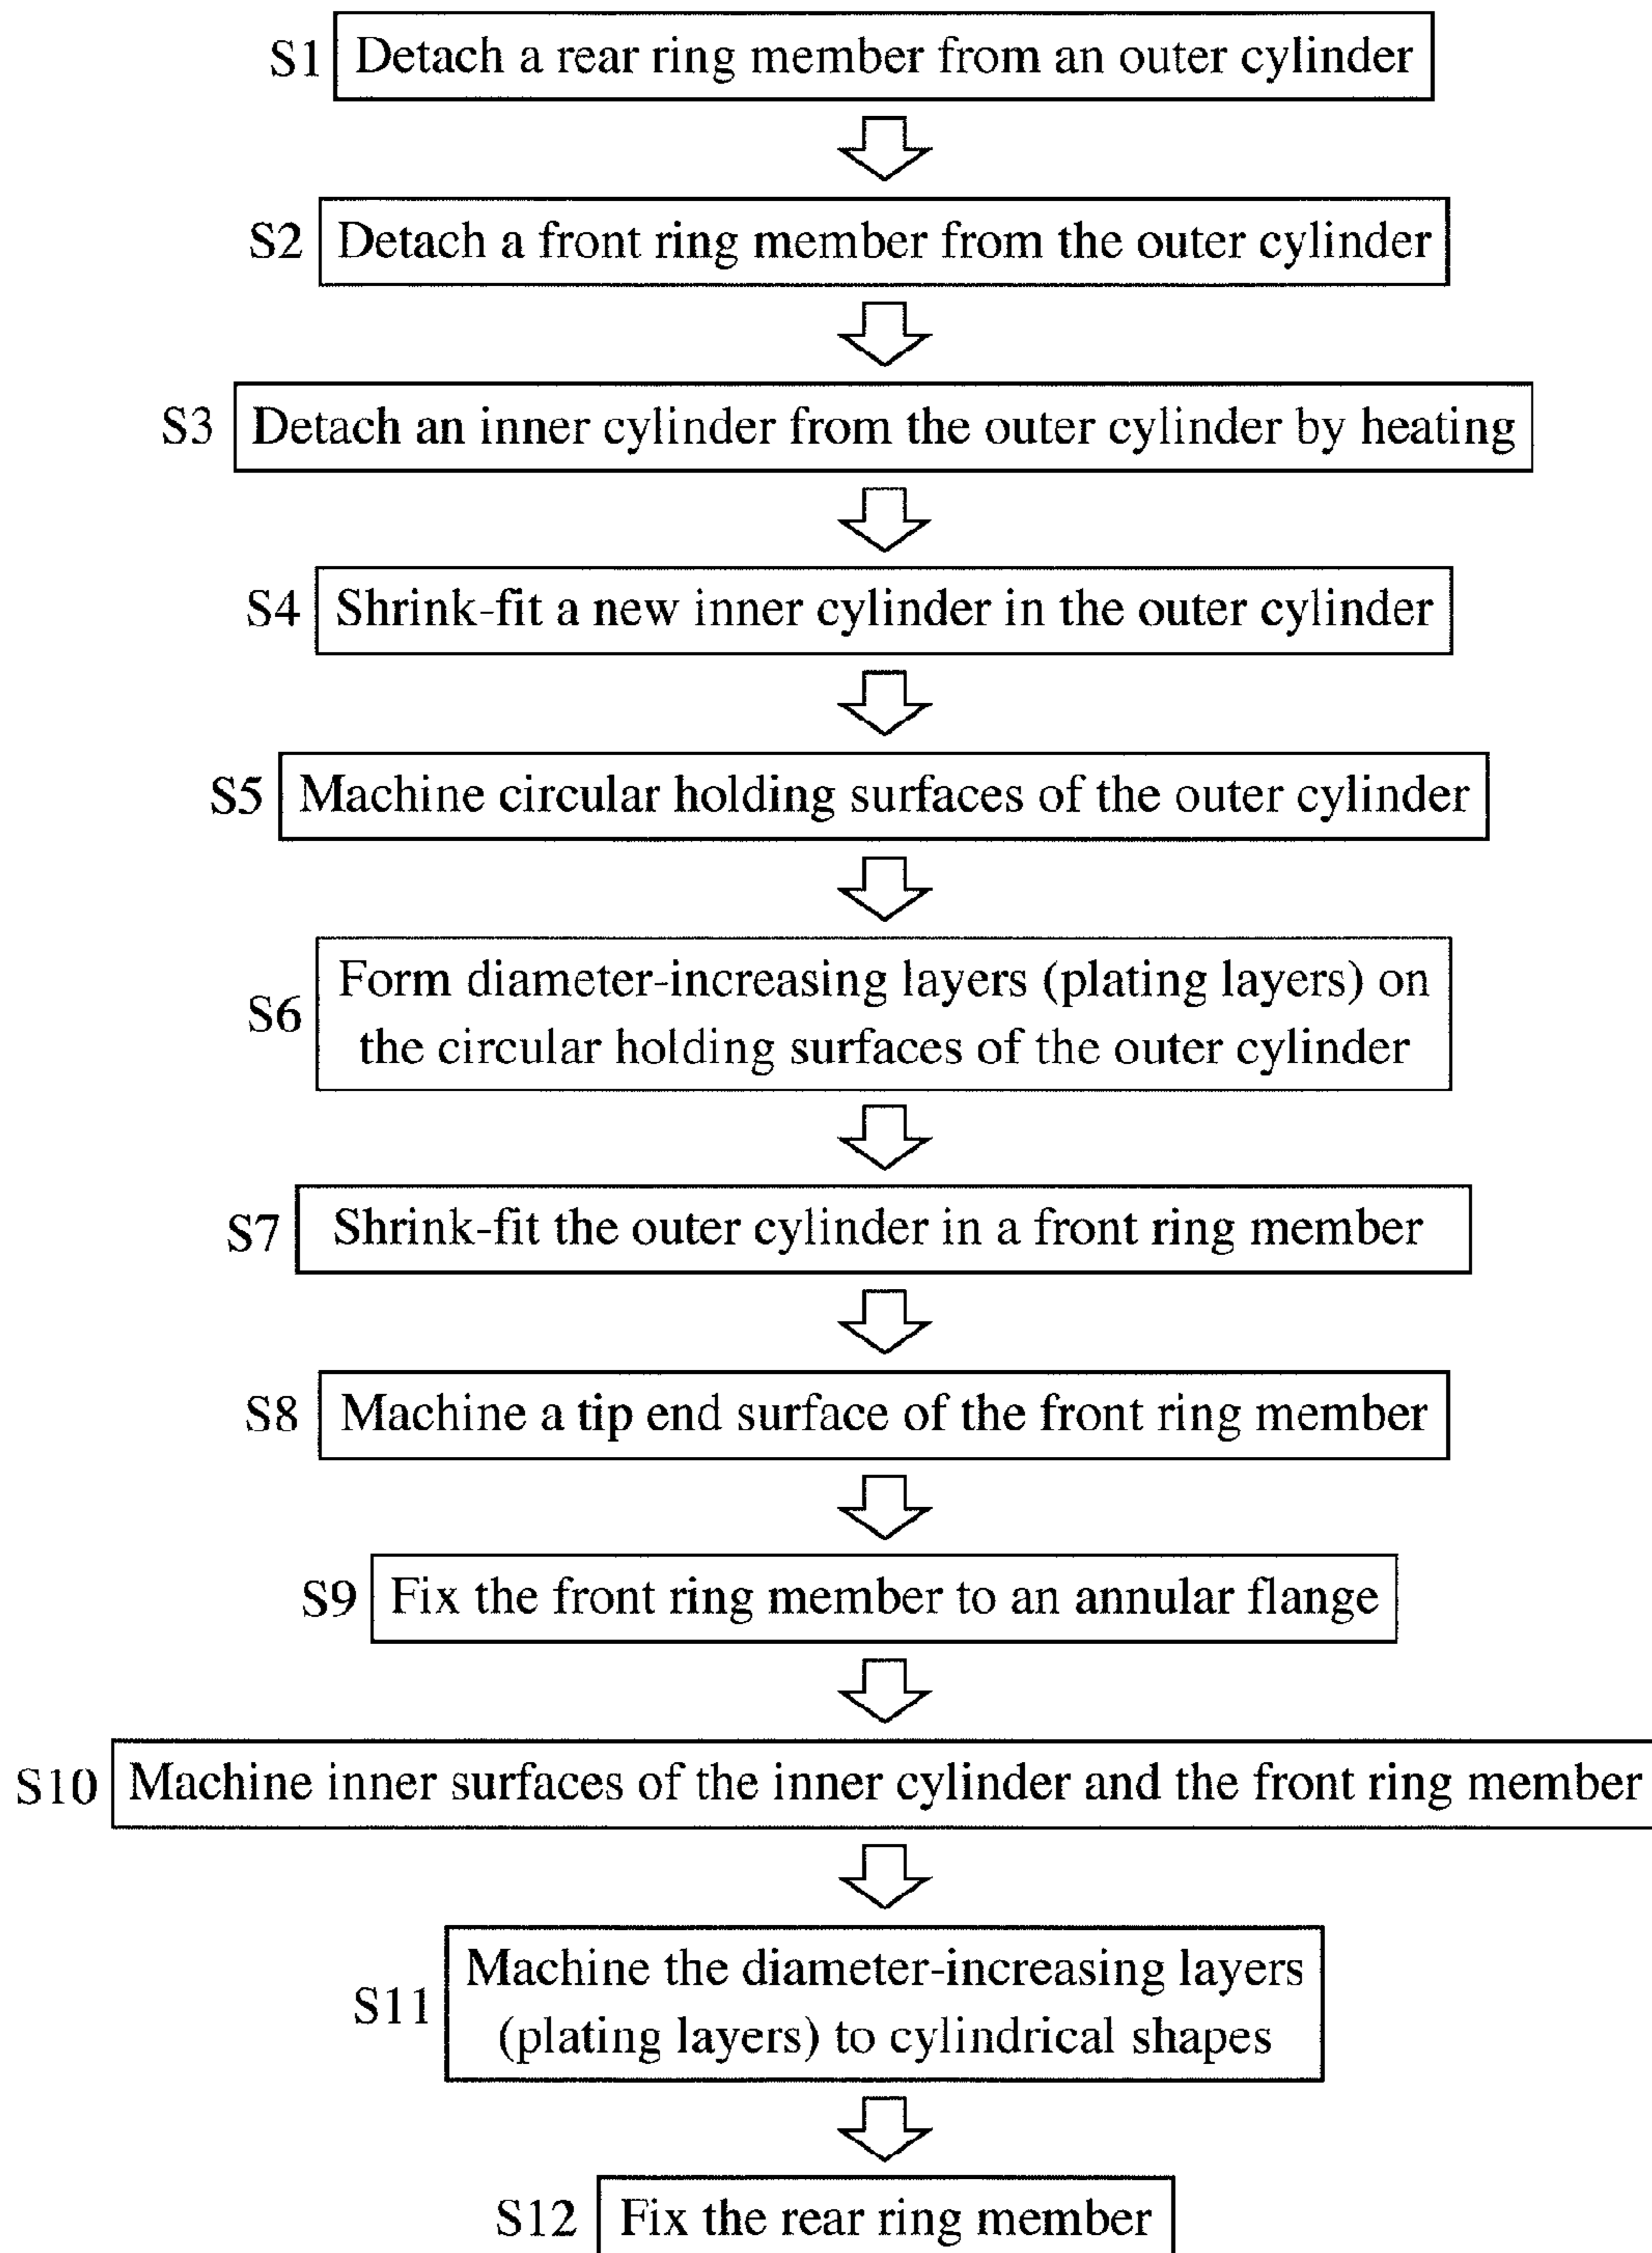 S1 Detach a rear ring member from an outer cylinder
S2 Detach a front ring member from the outer cylinder
S3 Detach an inner cylinder from the outer cylinder by heating
S4 Shrink-fit a new inner cylinder in the outer cylinder
S5 Machine circular holding surfaces of the outer cylinder
S6 Form diameter-increasing layers (plating layers) on
the circular holding surfaces of the outer cylinder
S7 Shrink-fit the outer cylinder in a front ring member
S8 Machine a tip end surface of the front ring member
S9 Fix the front ring member to an annular flange
S10 Machine inner surfaces of the inner cylinder and the front ring member
S11 Machine the diameter-increasing layers
(plating layers) to cylindrical shapes
S12 Fix the rear ring member